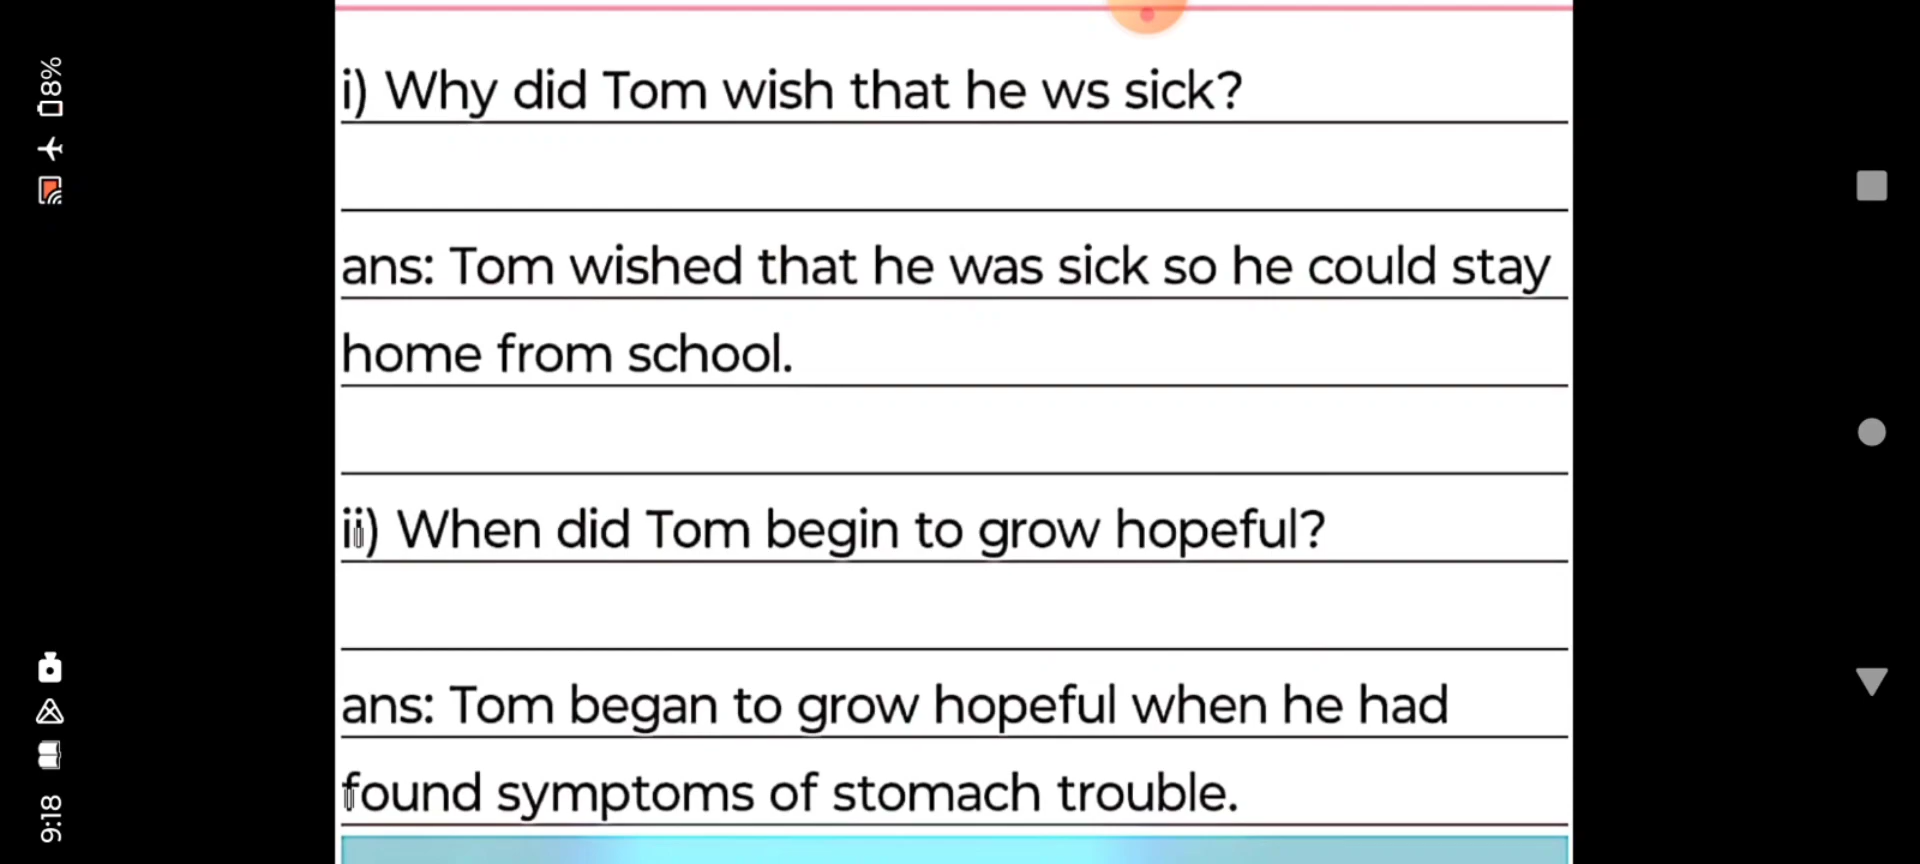 i) Why did Tom wish that he ws sick?
ans: Tom wished that he was sick so he could stay
home from school.
ii) When did Tom begin to grow hopeful?
ans: Tom began to grow hopeful when he had
found symptoms of stomach trouble.
8%
9:18